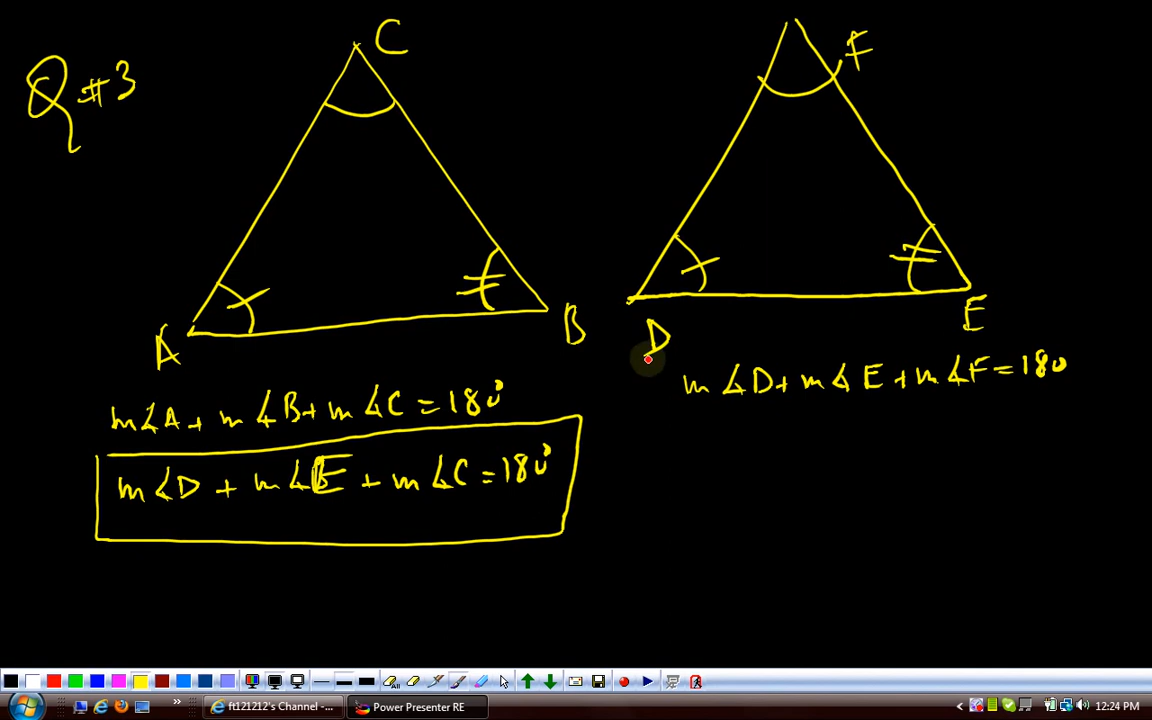 Q #3
C
F
A
B
D
E
m∡A + m∡B + m∡C = 180°
m∡D + m∡E + m∡F = 180
m∡D + m∡E + m∡C = 180°
ft121212's Channel -...
Power Presenter RE
12:24 PM